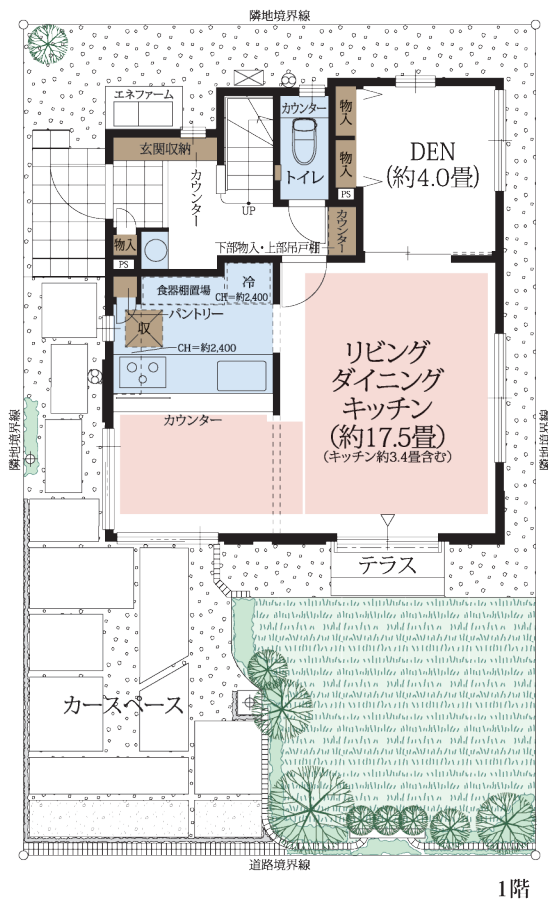 隣地境界線
エネファーム
玄関収納
カウンター
カウンター
トイレ
物入
物入
PS
DEN
(約4.0畳)
UP
カウンター
下部物入・上部吊戸棚
物入
PS
食器棚置場
冷
CH=約2,400
パントリー
収
CH=約2,400
カウンター
リビング
ダイニング
キッチン
(約17.5畳)
(キッチン約3.4畳含む)
隣地境界線
隣地境界線
テラス
カースペース
道路境界線
1階